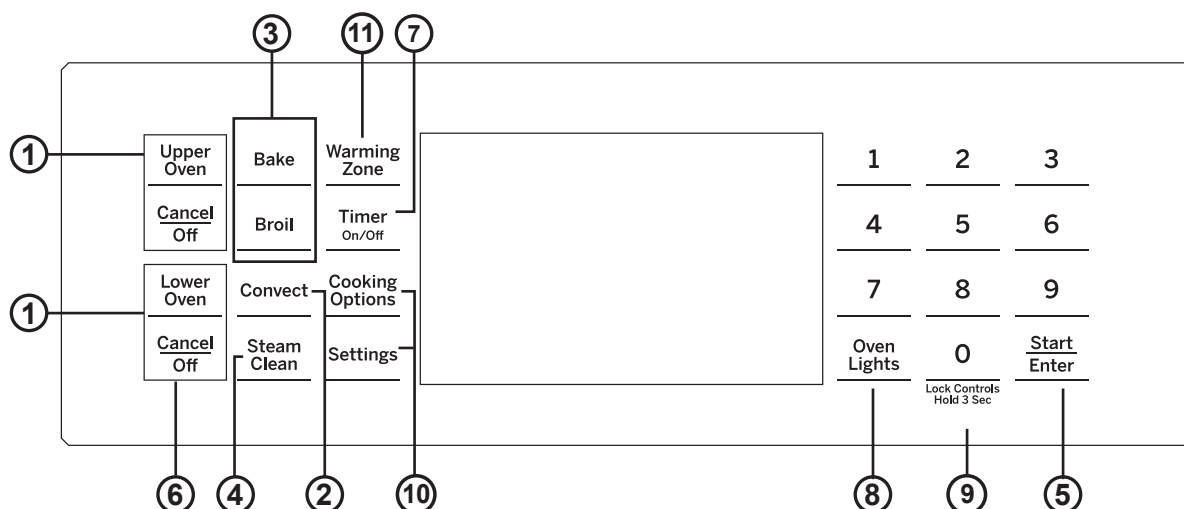 3 11 7
1 Upper
Oven
Bake
Warming
Zone
1 2 3
Cancel
Off
Broil
Timer
On/Off
4 5 6
1 Lower
Oven
Convect
Cooking
Options
7 8 9
Cancel
Off
Steam
Clean
Settings
Oven
Lights
0
Lock Controls
Hold 3 Sec
Start
Enter
6 4 2 10 8 9 5